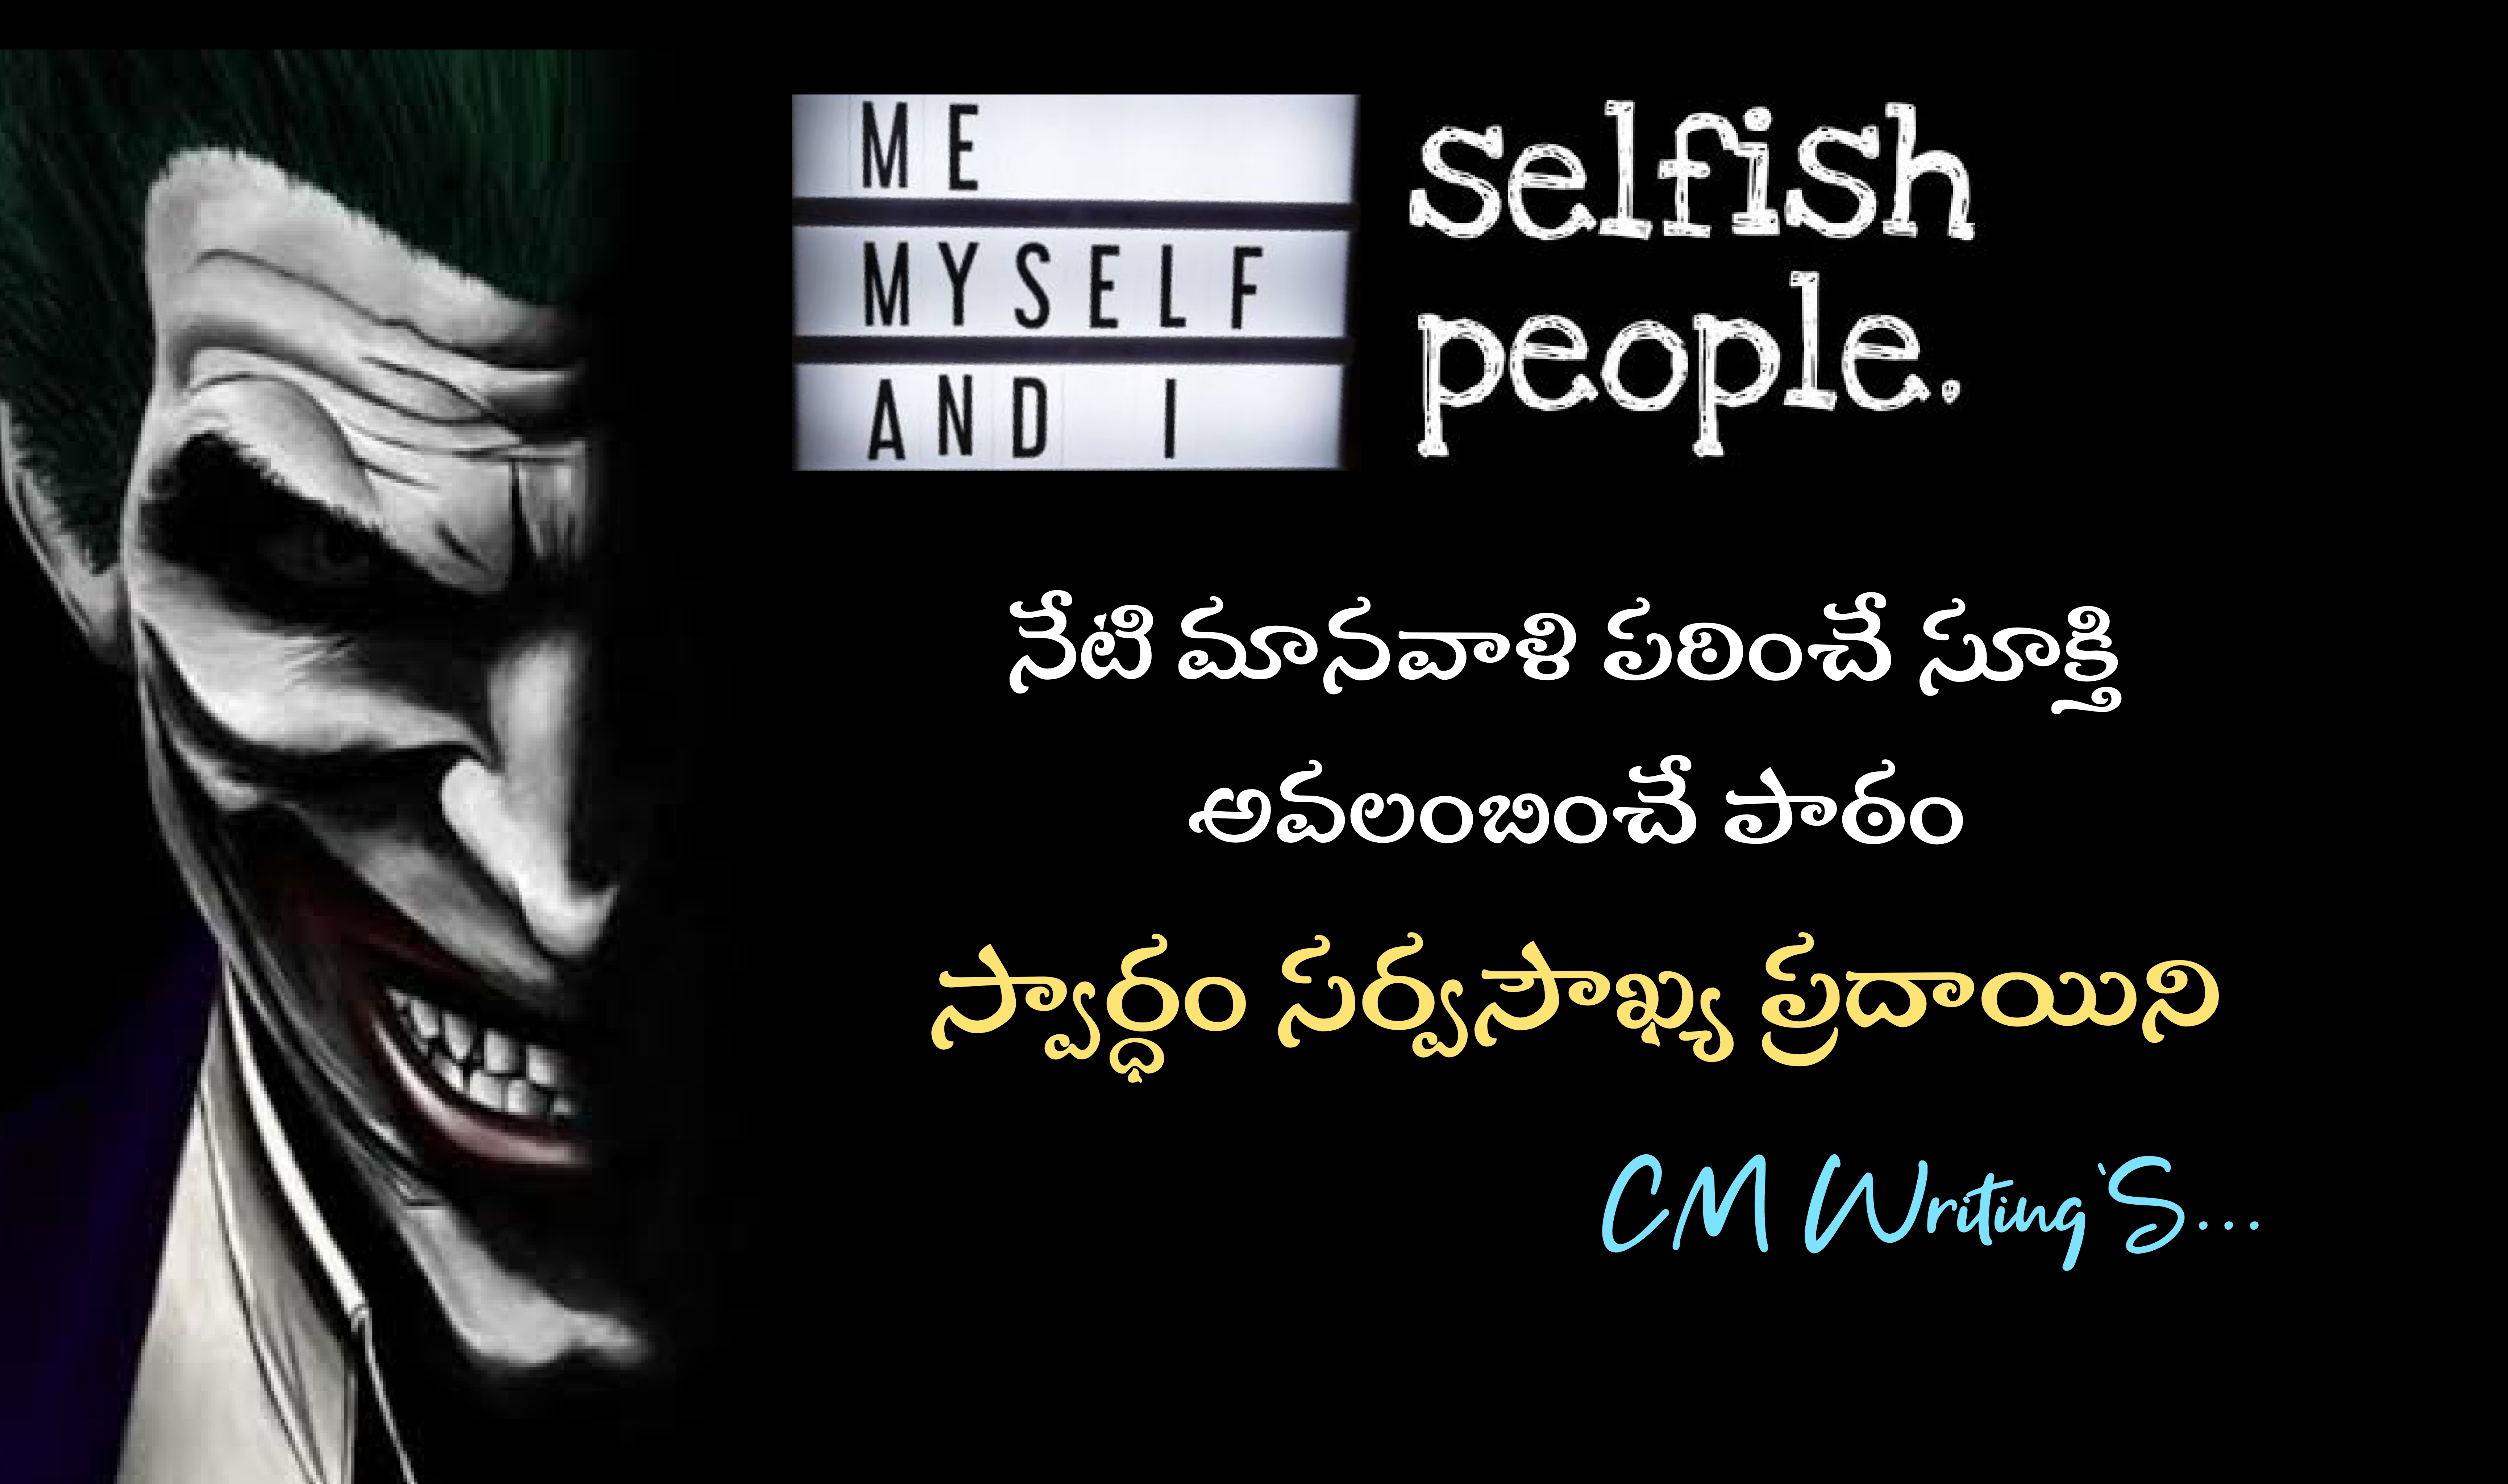 ME
MYSELF
AND I
selfish
people.
నేటి మానవాళి పఠించే సూక్తి
అవలంబించే పాఠం
స్వార్ధం సర్వసౌఖ్య ప్రదాయిని
CM Writing`S...